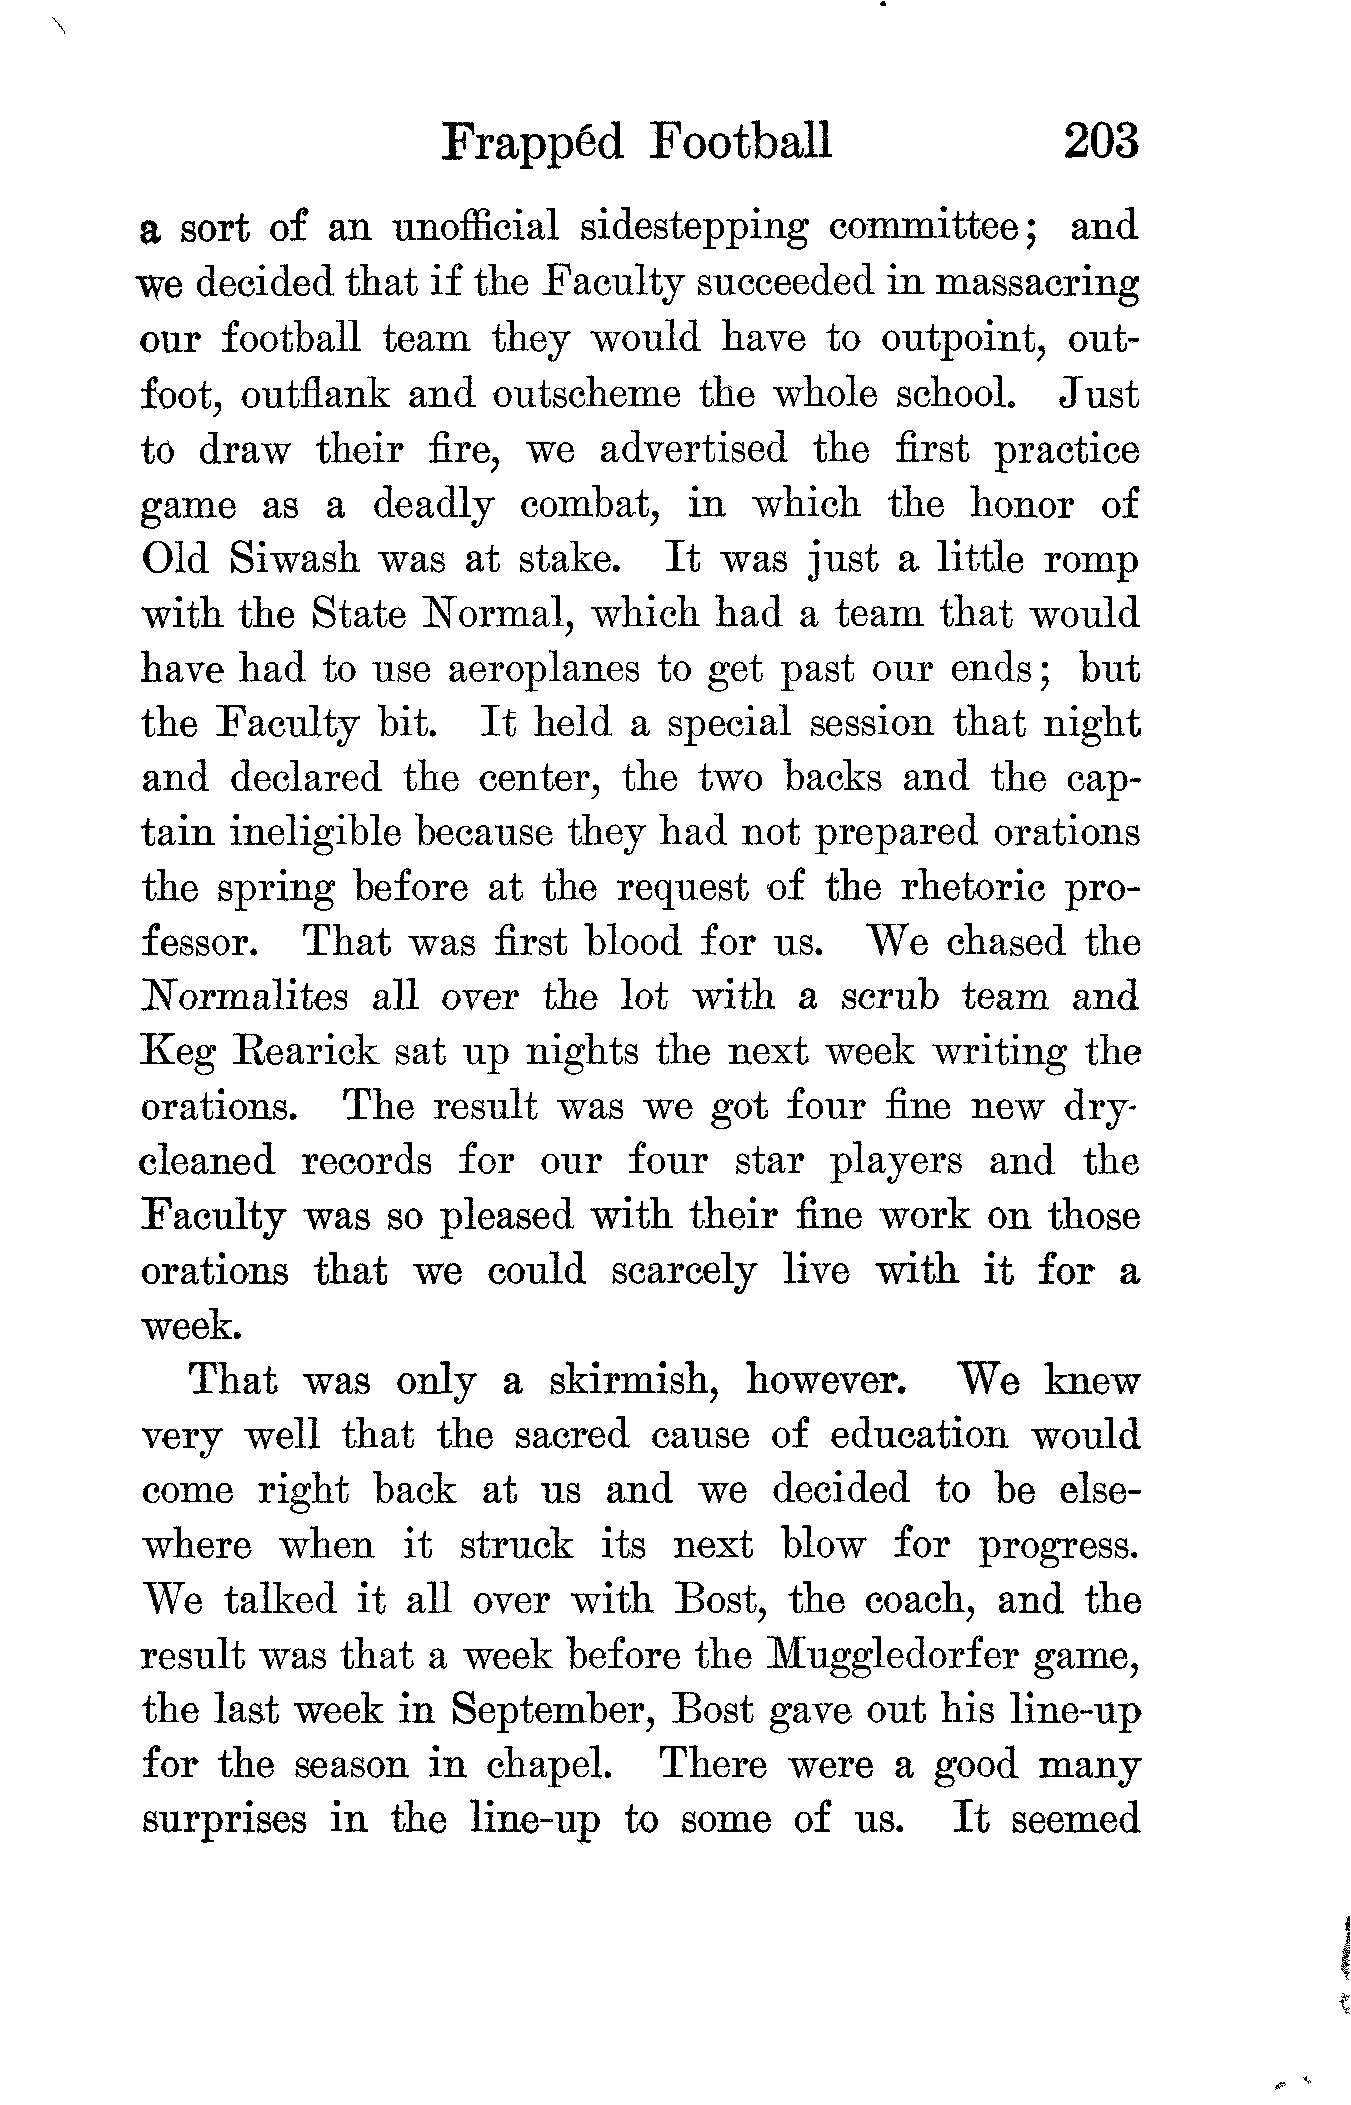 Frappéd Football 203
a sort of an unofficial sidestepping committee; and
we decided that if the Faculty succeeded in massacring
our football team they would have to outpoint, out-
foot, outflank and outscheme the whole school. Just
to draw their fire, we advertised the first practice
game as a deadly combat, in which the honor of
Old Siwash was at stake. It was just a little romp
with the State Normal, which had a team that would
have had to use aeroplanes to get past our ends; but
the Faculty bit. It held a special session that night
and declared the center, the two backs and the cap-
tain ineligible because they had not prepared orations
the spring before at the request of the rhetoric pro-
fessor. That was first blood for us. We chased the
Normalites all over the lot with a scrub team and
Keg Rearick sat up nights the next week writing the
orations. The result was we got four fine new dry-
cleaned records for our four star players and the
Faculty was so pleased with their fine work on those
orations that we could scarcely live with it for a
week.
That was only a skirmish, however. We knew
very well that the sacred cause of education would
come right back at us and we decided to be else-
where when it struck its next blow for progress.
We talked it all over with Bost, the coach, and the
result was that a week before the Muggledorfer game,
the last week in September, Bost gave out his line-up
for the season in chapel. There were a good many
surprises in the line-up to some of us. It seemed